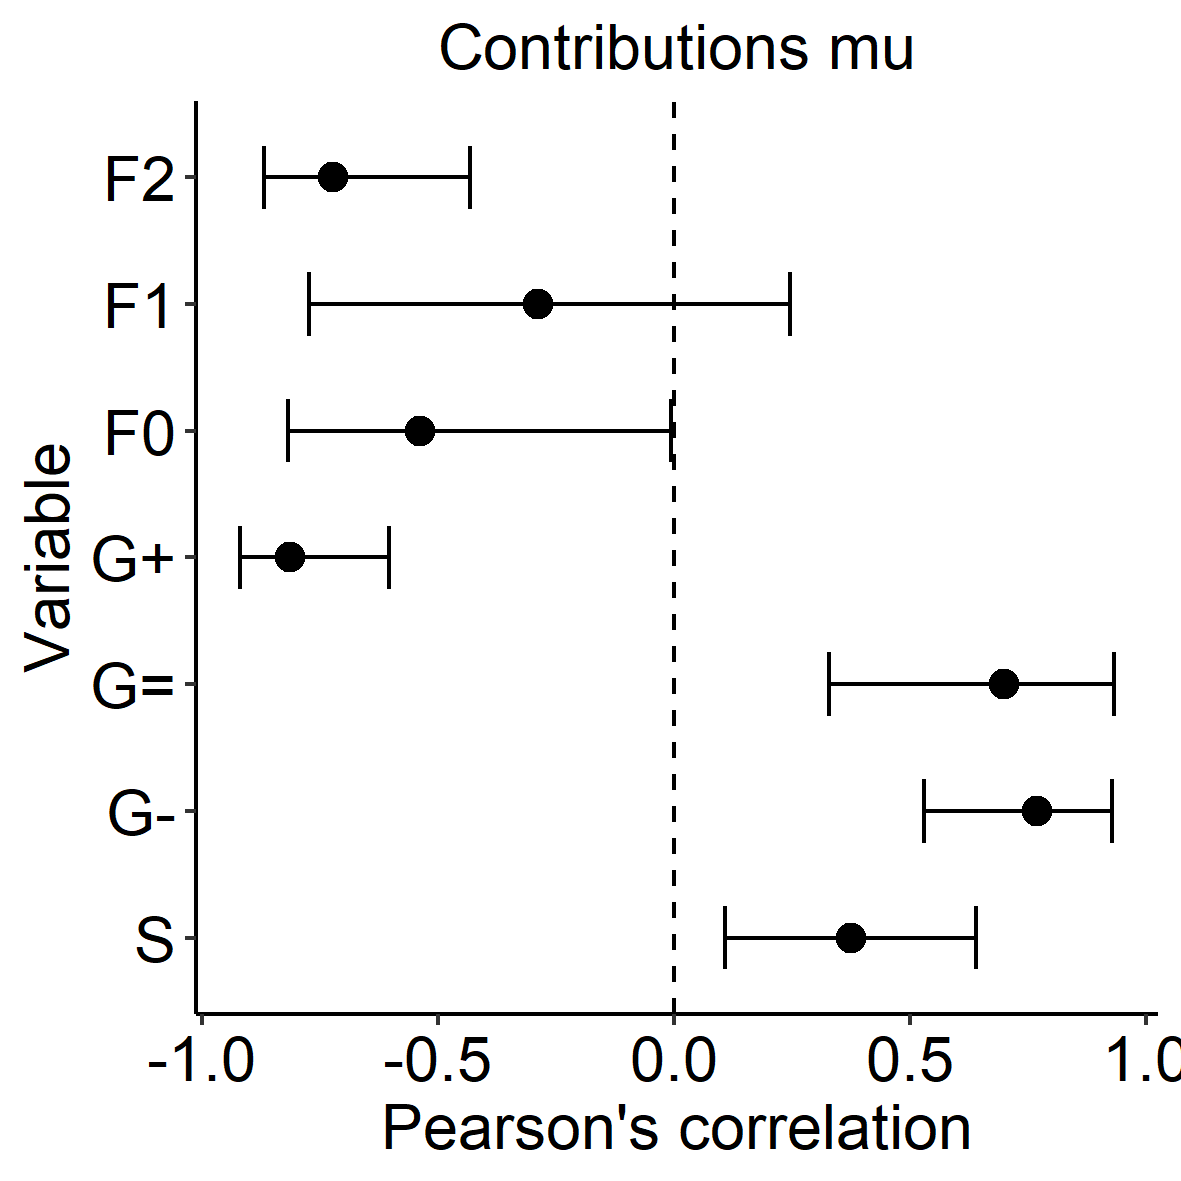 Contributions mu
F2
F1
F0
G+
G=
G-
S
Variable
-1.0 -0.5 0.0 0.5 1.0
Pearson's correlation